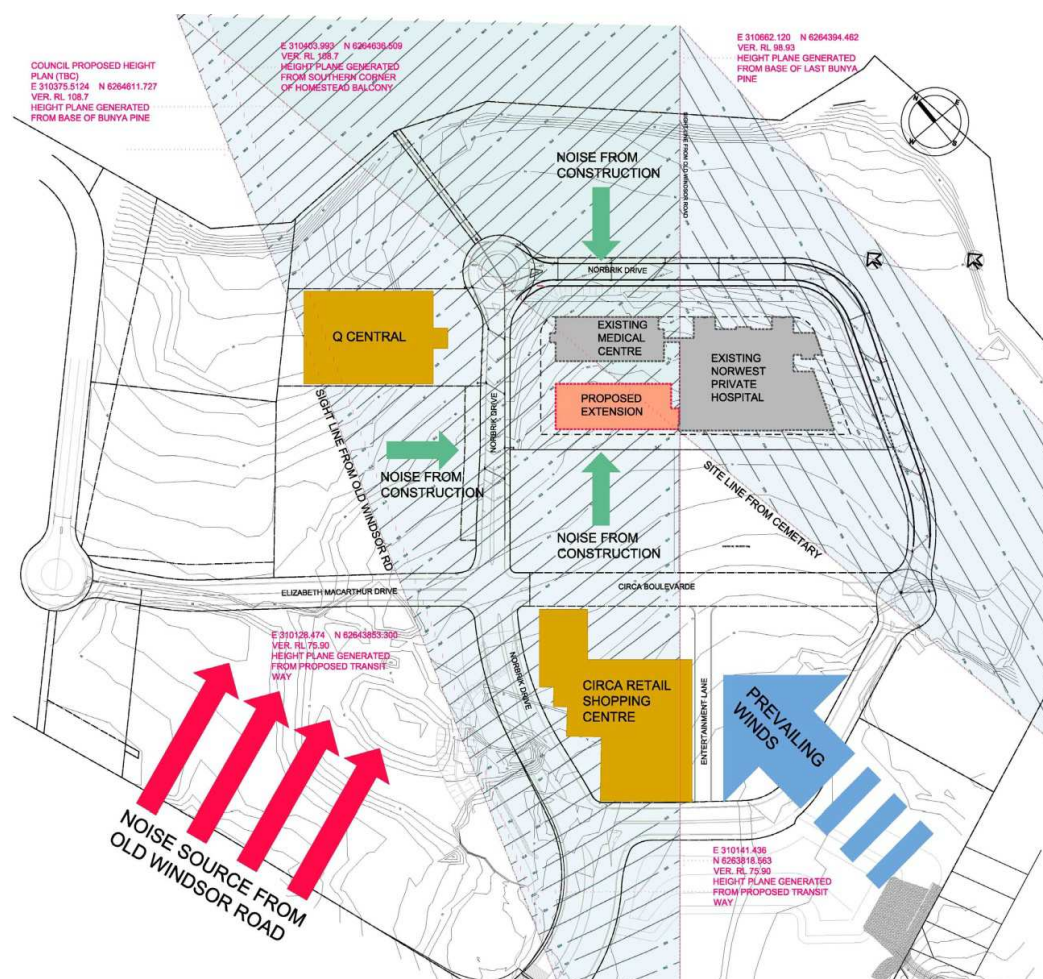 COUNCIL PROPOSED HEIGHT
PLAN (TBC)
E 310375.5124 N 6264611.727
VER. RL 108.7
HEIGHT PLANE GENERATED
FROM BASE OF BUNYA PINE
E 310403.993 N 6264636.509
VER. RL 108.7
HEIGHT PLANE GENERATED
FROM SOUTHERN CORNER
OF HOMESTEAD BALCONY
E 310662.120 N 6264394.462
VER. RL 98.93
HEIGHT PLANE GENERATED
FROM BASE OF LAST BUNYA
PINE
N
E
S
W
SIGHT LINE FROM OLD WINDSOR ROAD
NOISE FROM
CONSTRUCTION
NORBRIK DRIVE
Q CENTRAL
EXISTING
MEDICAL
CENTRE
EXISTING
NORWEST
PRIVATE
HOSPITAL
PROPOSED
EXTENSION
NORBRIK DRIVE
SIGHT LINE FROM OLD WINDSOR RD
NOISE FROM
CONSTRUCTION
NOISE FROM
CONSTRUCTION
SITE LINE FROM CEMETARY
ELIZABETH MACARTHUR DRIVE
CIRCA BOULEVARDE
E 310128.474 N 62643853.300
VER. RL 75.90
HEIGHT PLANE GENERATED
FROM PROPOSED TRANSIT
WAY
NORBRIK DRIVE
CIRCA RETAIL
SHOPPING
CENTRE
ENTERTAINMENT LANE
PREVAILING
WINDS
NOISE SOURCE FROM
OLD WINDSOR ROAD
E 310141.436
N 6263818.563
VER. RL 75.90
HEIGHT PLANE GENERATED
FROM PROPOSED TRANSIT
WAY